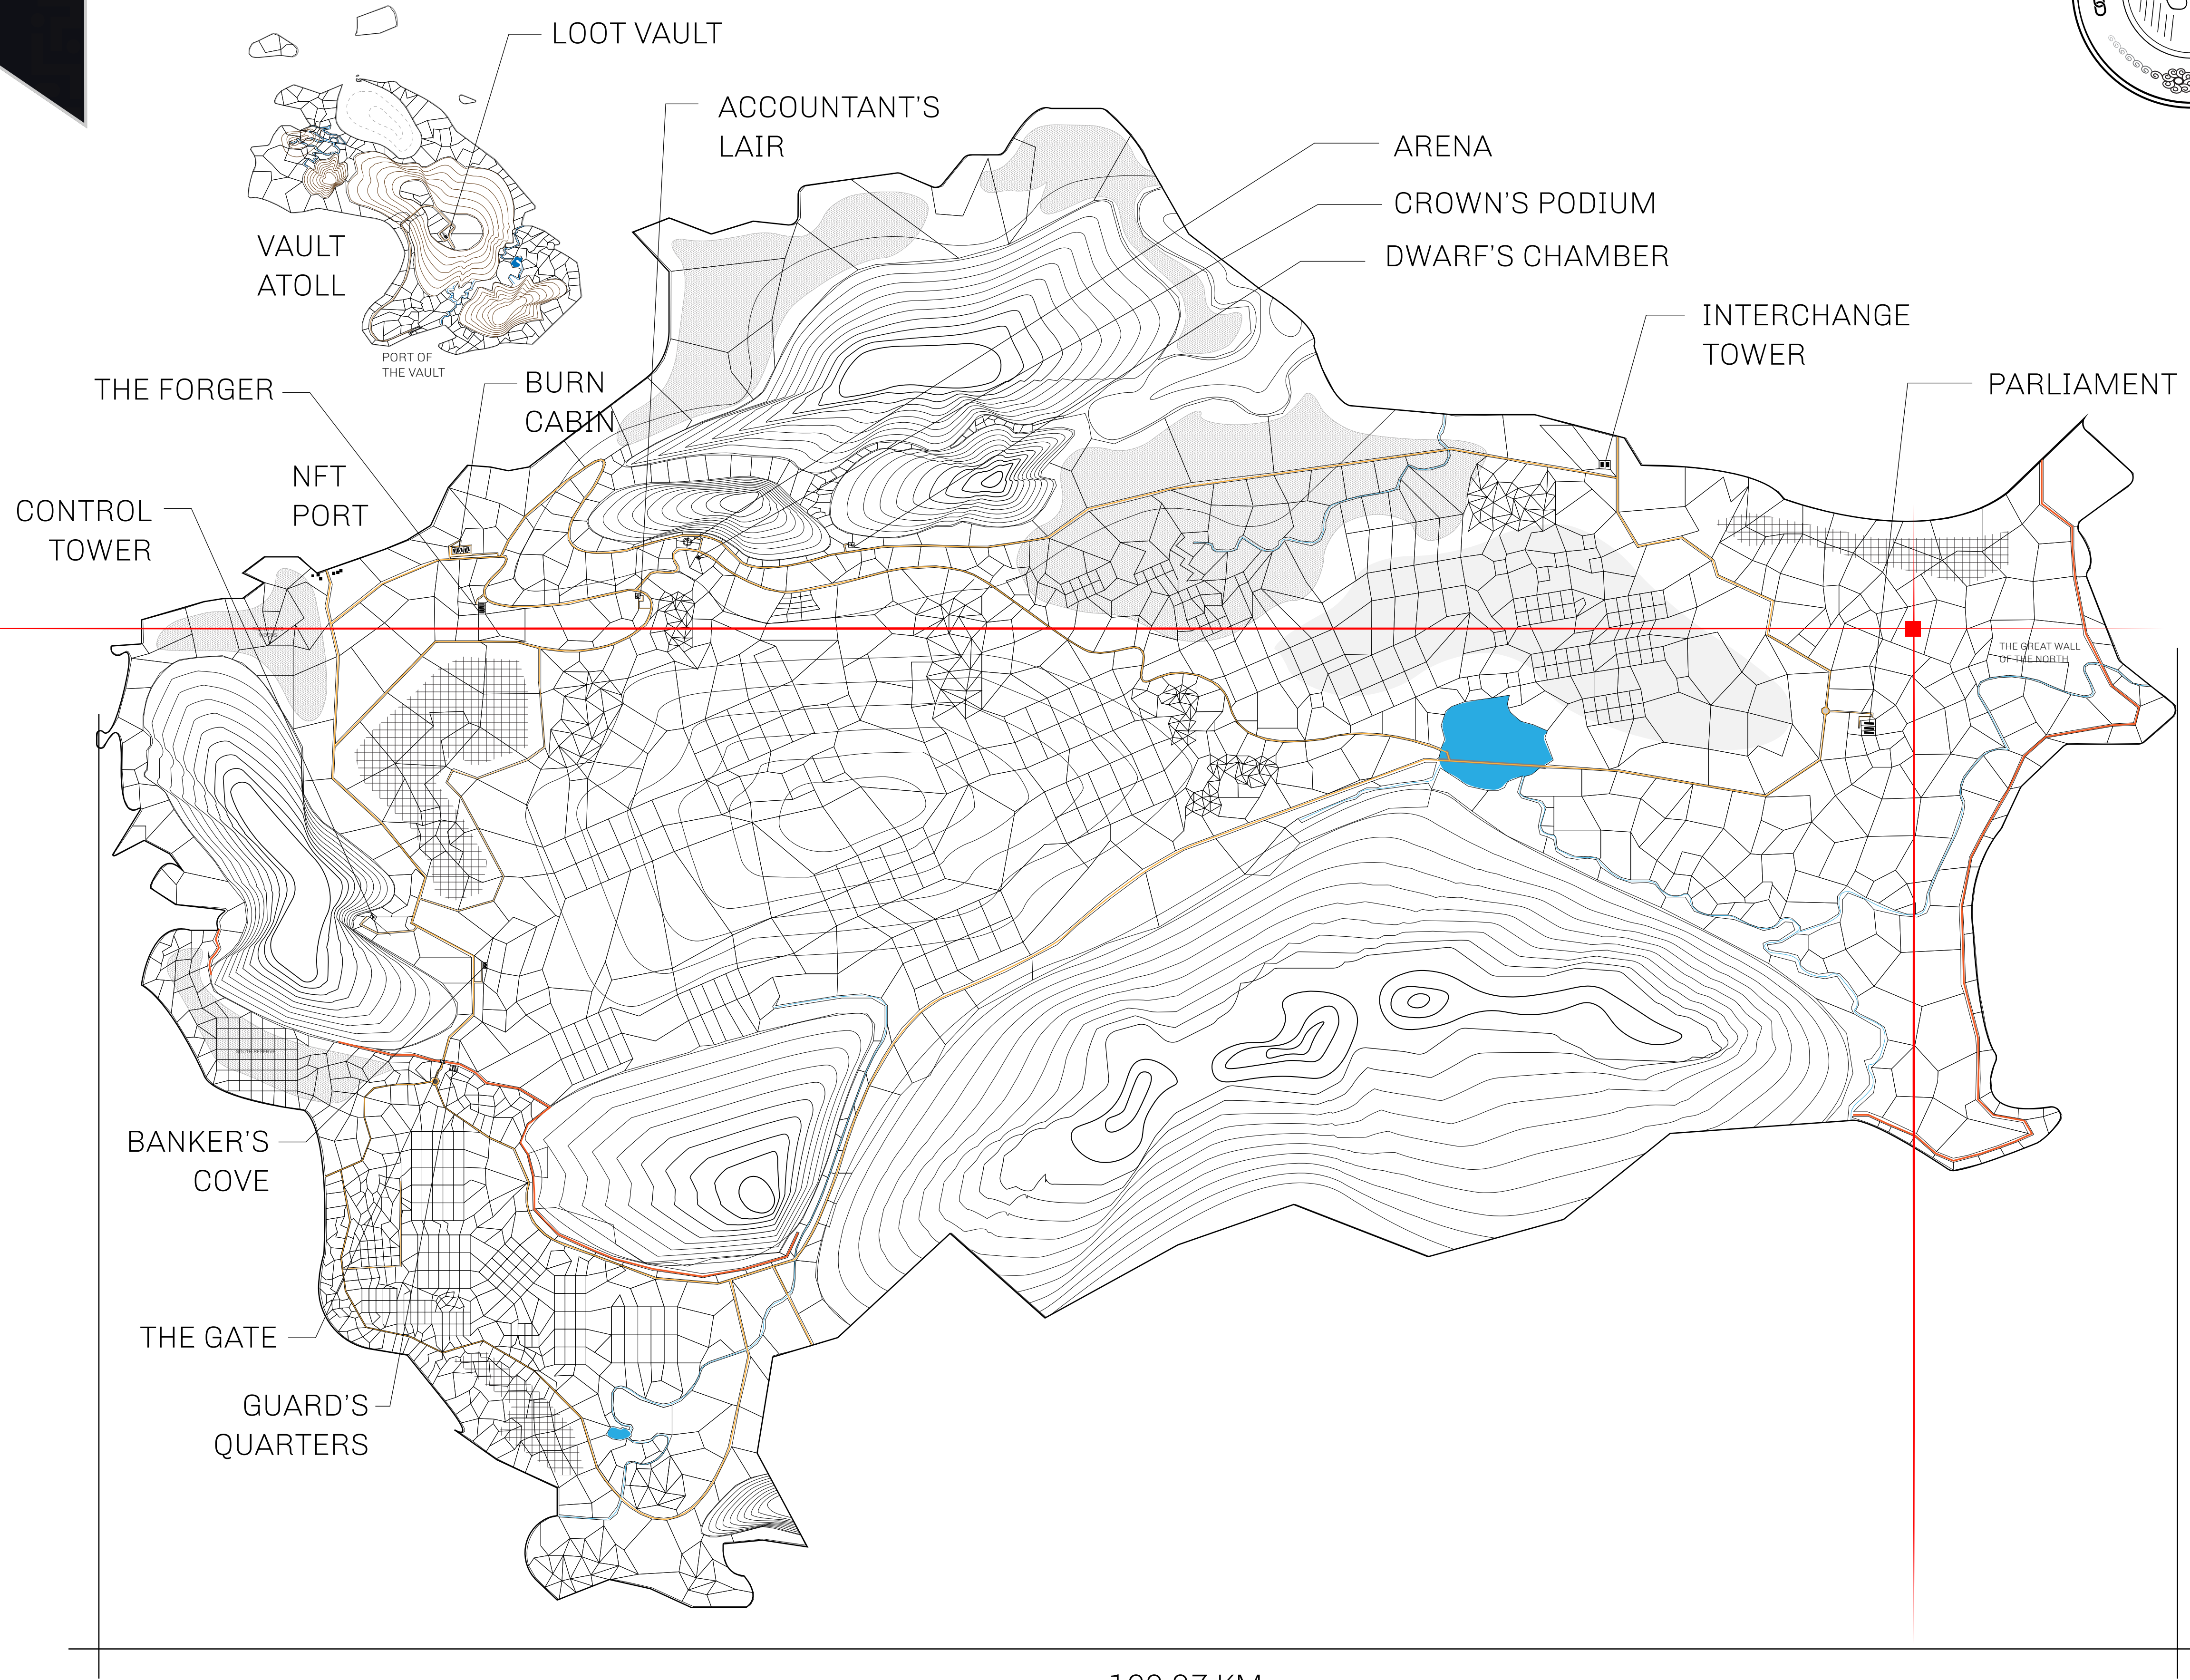 LOOT VAULT
ACCOUNTANT'S
LAIR
ARENA
CROWN'S PODIUM
DWARF'S CHAMBER
VAULT
ATOLL
INTERCHANGE
TOWER
PORT OF
THE VAULT
THE FORGER
BURN
CABIN
PARLIAMENT
NFT
PORT
CONTROL
TOWER
THE GREAT WALL
OF THE NORTH
SOUTH RESERVE
BANKER'S
COVE
THE GATE
GUARD'S
QUARTERS